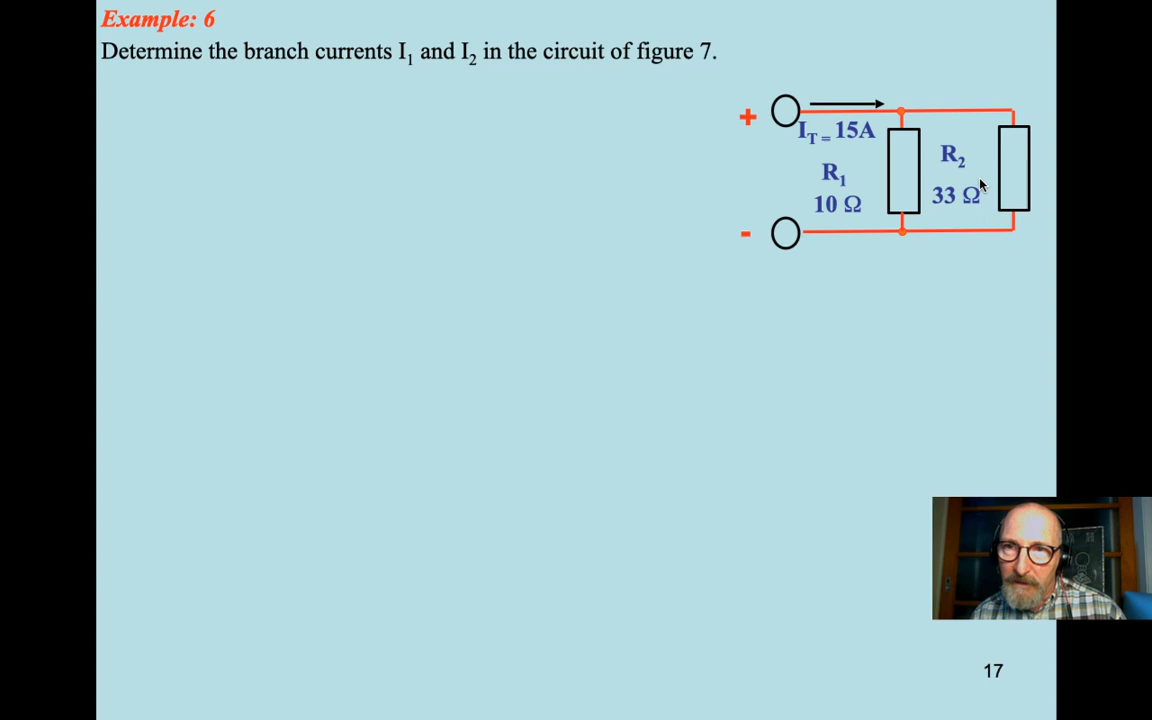 Example: 6
Determine the branch currents I₁ and I₂ in the circuit of figure 7.
+
I_T = 15A
R₁
10 Ω
R₂
33 Ω
-
17